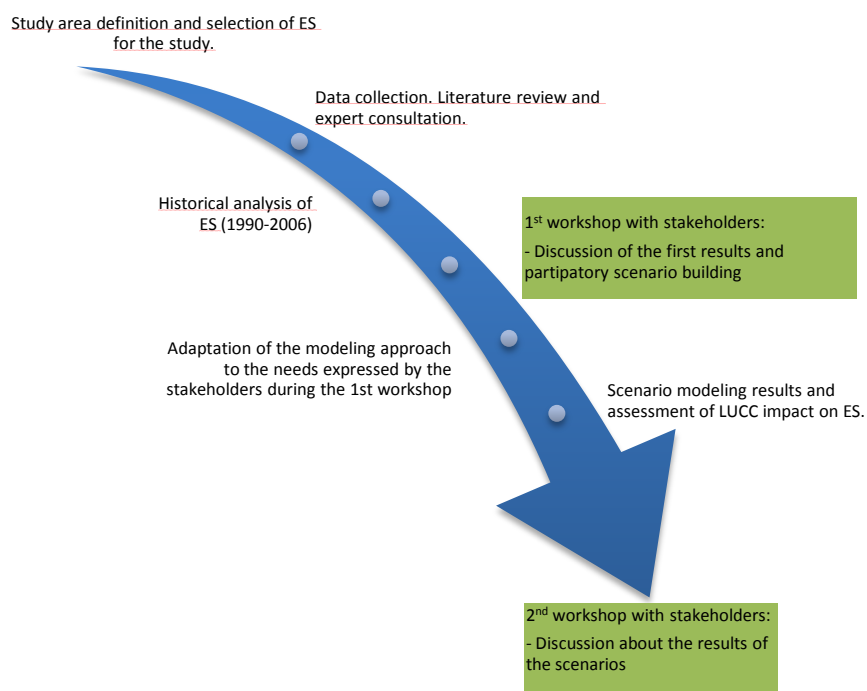 Study area definition and selection of ES
for the study.
Data collection. Literature review and
expert consultation.
Historical analysis of
ES (1990-2006)
1st workshop with stakeholders:
- Discussion of the first results and
partipatory scenario building
Adaptation of the modeling approach
to the needs expressed by the
stakeholders during the 1st workshop
Scenario modeling results and
assessment of LUCC impact on ES.
2nd workshop with stakeholders:
- Discussion about the results of
the scenarios